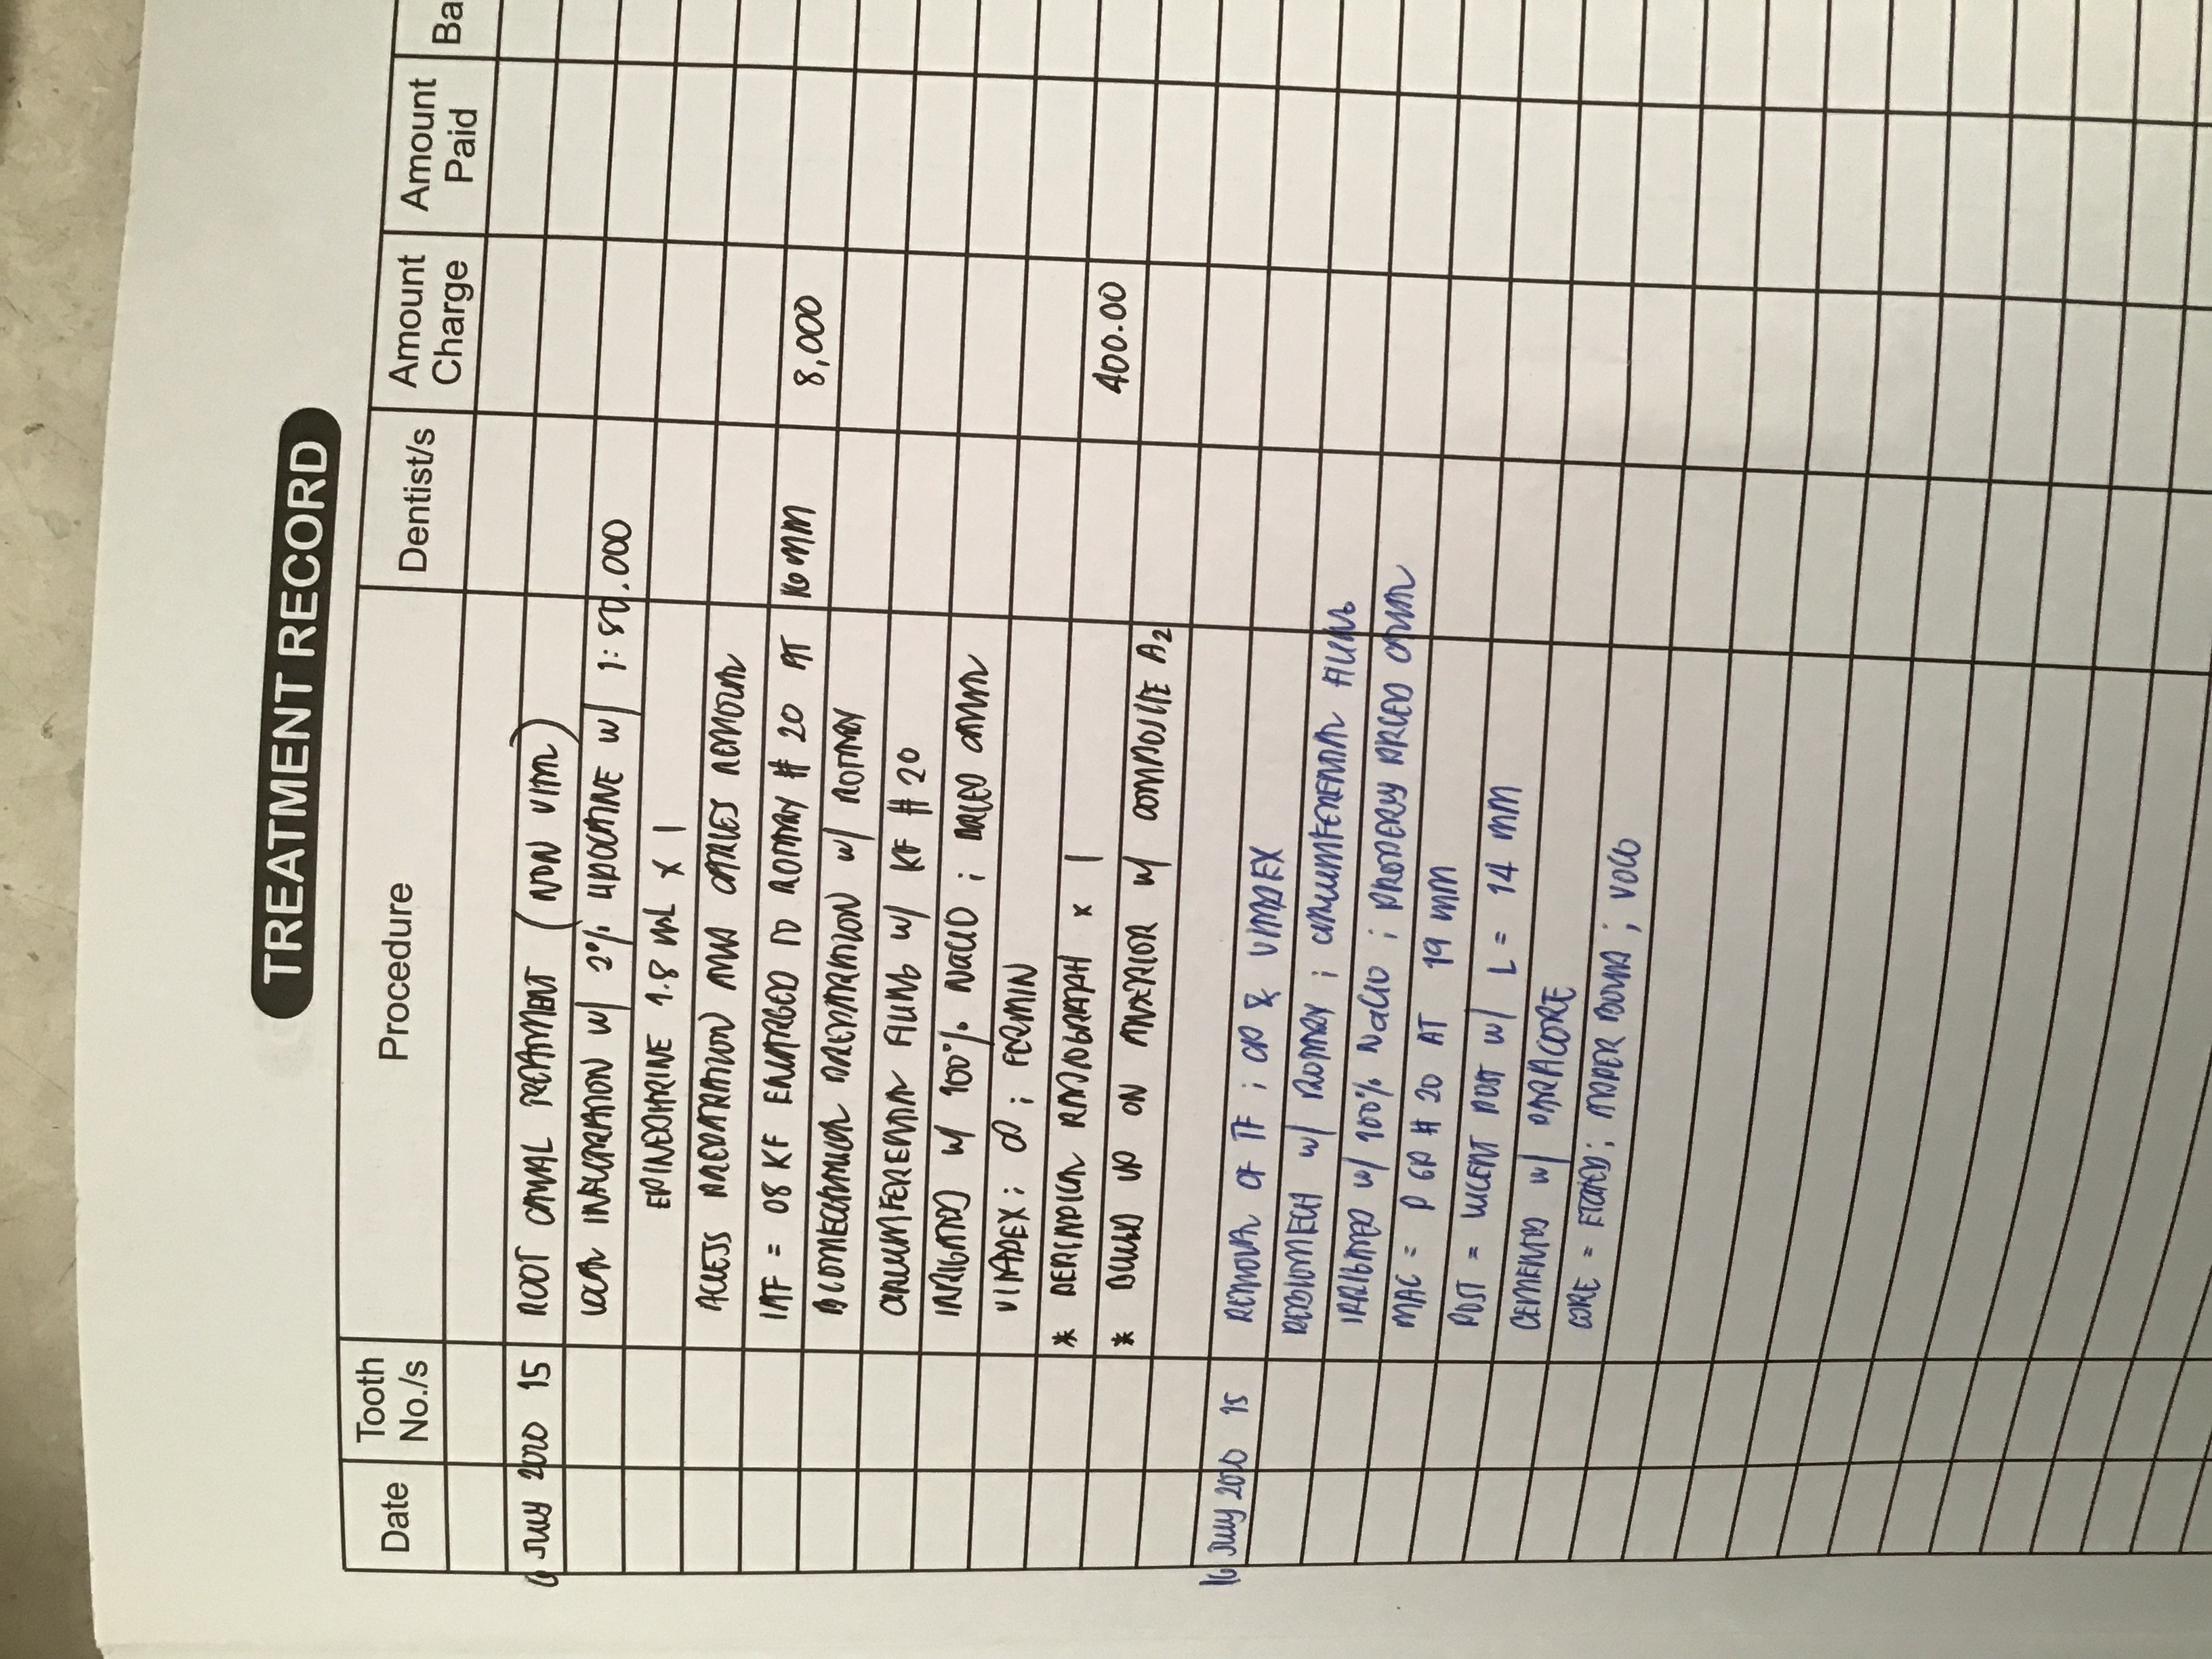 TREATMENT RECORD
Date Tooth No./s Procedure Dentist/s Amount Charge Amount Paid Ba
6 JULY 2020 15 ROOT CANAL TREATMENT (NON VITAL)
LOCAL INFILTRATION W/ 2% LIDOCAINE W/ 1:80,000
EPINEPHRINE 1.8 mL X 1
ACCESS PREPARATION AND CARIES REMOVAL
IAF = 08 KF ENLARGED TO ROTARY # 20 AT 16 MM 8,000
BIOMECHANICAL PREPARATION W/ ROTARY
CIRCUMFERENTIAL FILING W/ KF # 20
IRRIGATED W/ 100% NaClO ; DRIED CANAL
VITAPEX ; CP ; FERMIN
* PERIAPICAL RADIOGRAPH X 1
* BUILD UP ON ANTERIOR W/ COMPOSITE A2 400.00
16 JULY 2020 15 REMOVAL OF TF ; CP & VITAPEX
W/ ROTARY ; CIRCUMFERENTIAL FILING
IRRIGATED W/ 100% NaClO ; PROPERLY DRIED CANAL
MAC = P GP # 20 AT 19 MM
POST = LUCENT POST W/ L = 14 MM
CEMENTED W/ PARACORE
CORE = ETCHED ; BOND ; VOCO